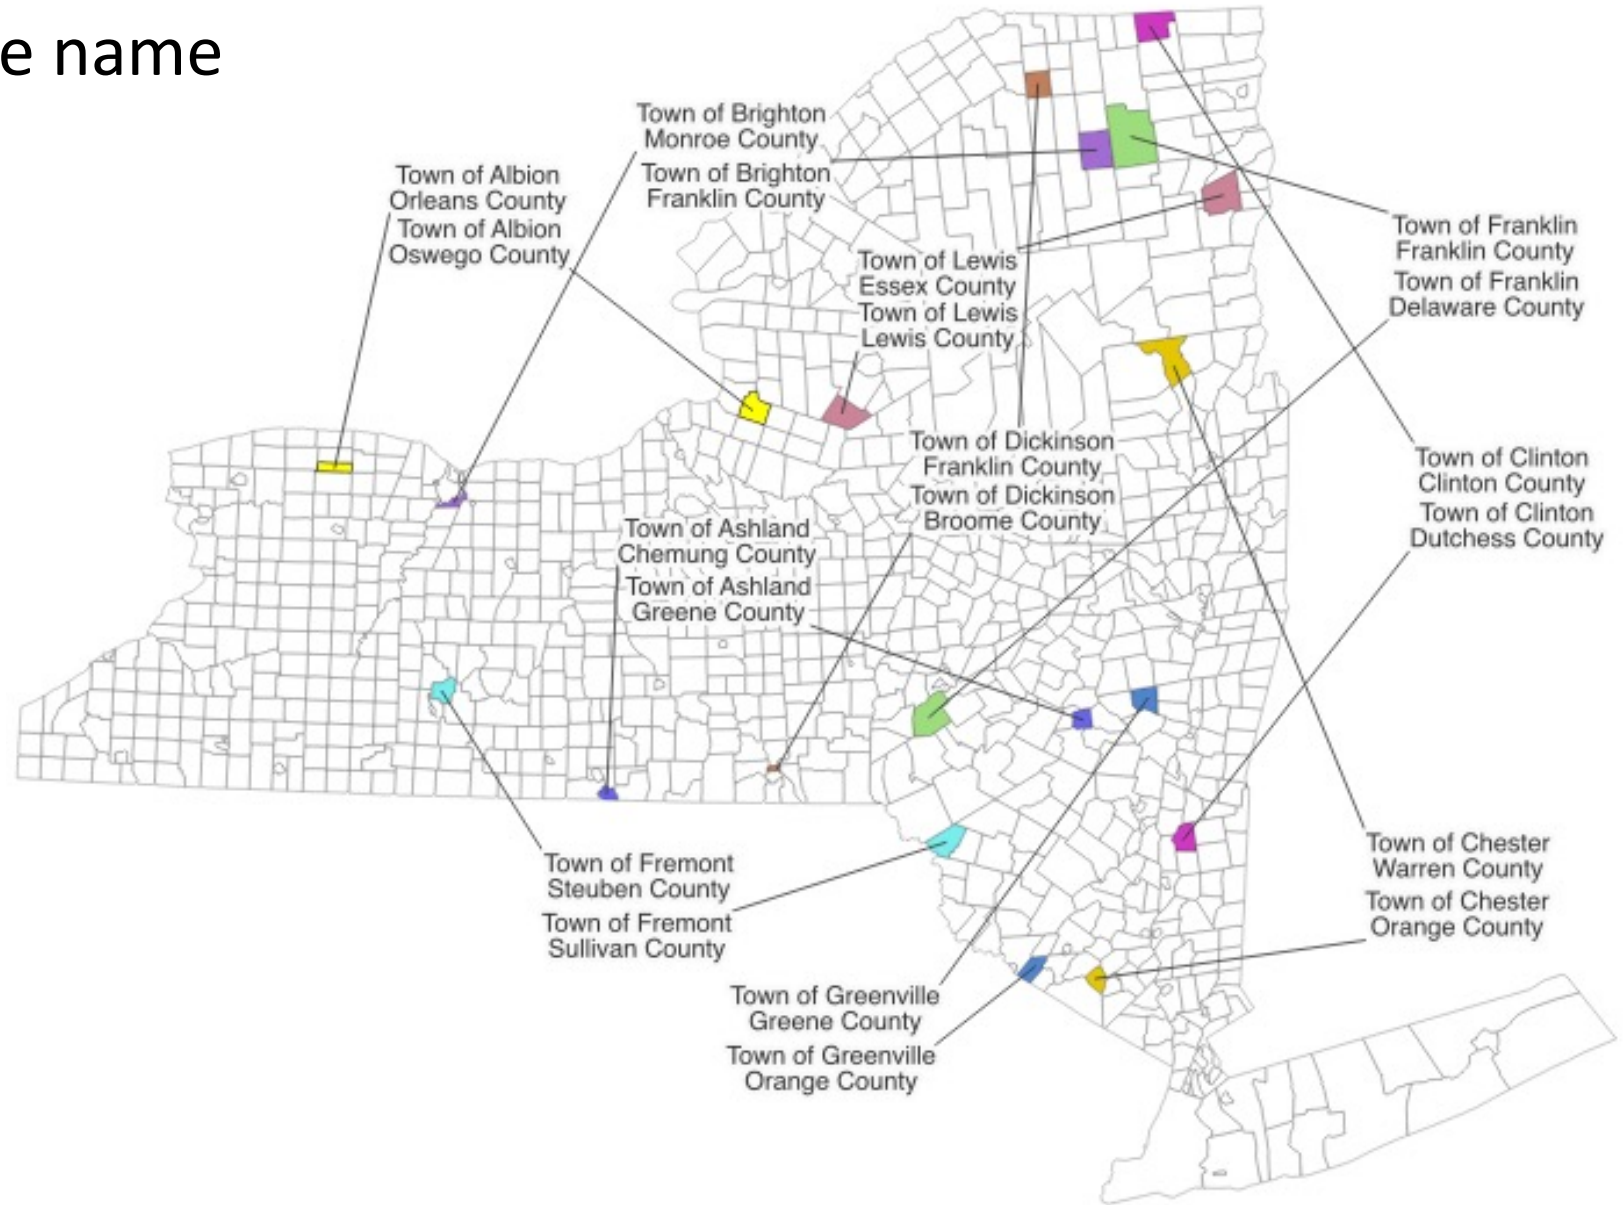 e name
Town of Brighton
Monroe County
Town of Brighton
Franklin County
Town of Albion
Orleans County
Town of Albion
Oswego County
Town of Lewis
Essex County
Town of Lewis
Lewis County
Town of Franklin
Franklin County
Town of Franklin
Delaware County
Town of Dickinson
Franklin County
Town of Dickinson
Broome County
Town of Clinton
Clinton County
Town of Clinton
Dutchess County
Town of Ashland
Chemung County
Town of Ashland
Greene County
Town of Fremont
Steuben County
Town of Fremont
Sullivan County
Town of Chester
Warren County
Town of Chester
Orange County
Town of Greenville
Greene County
Town of Greenville
Orange County